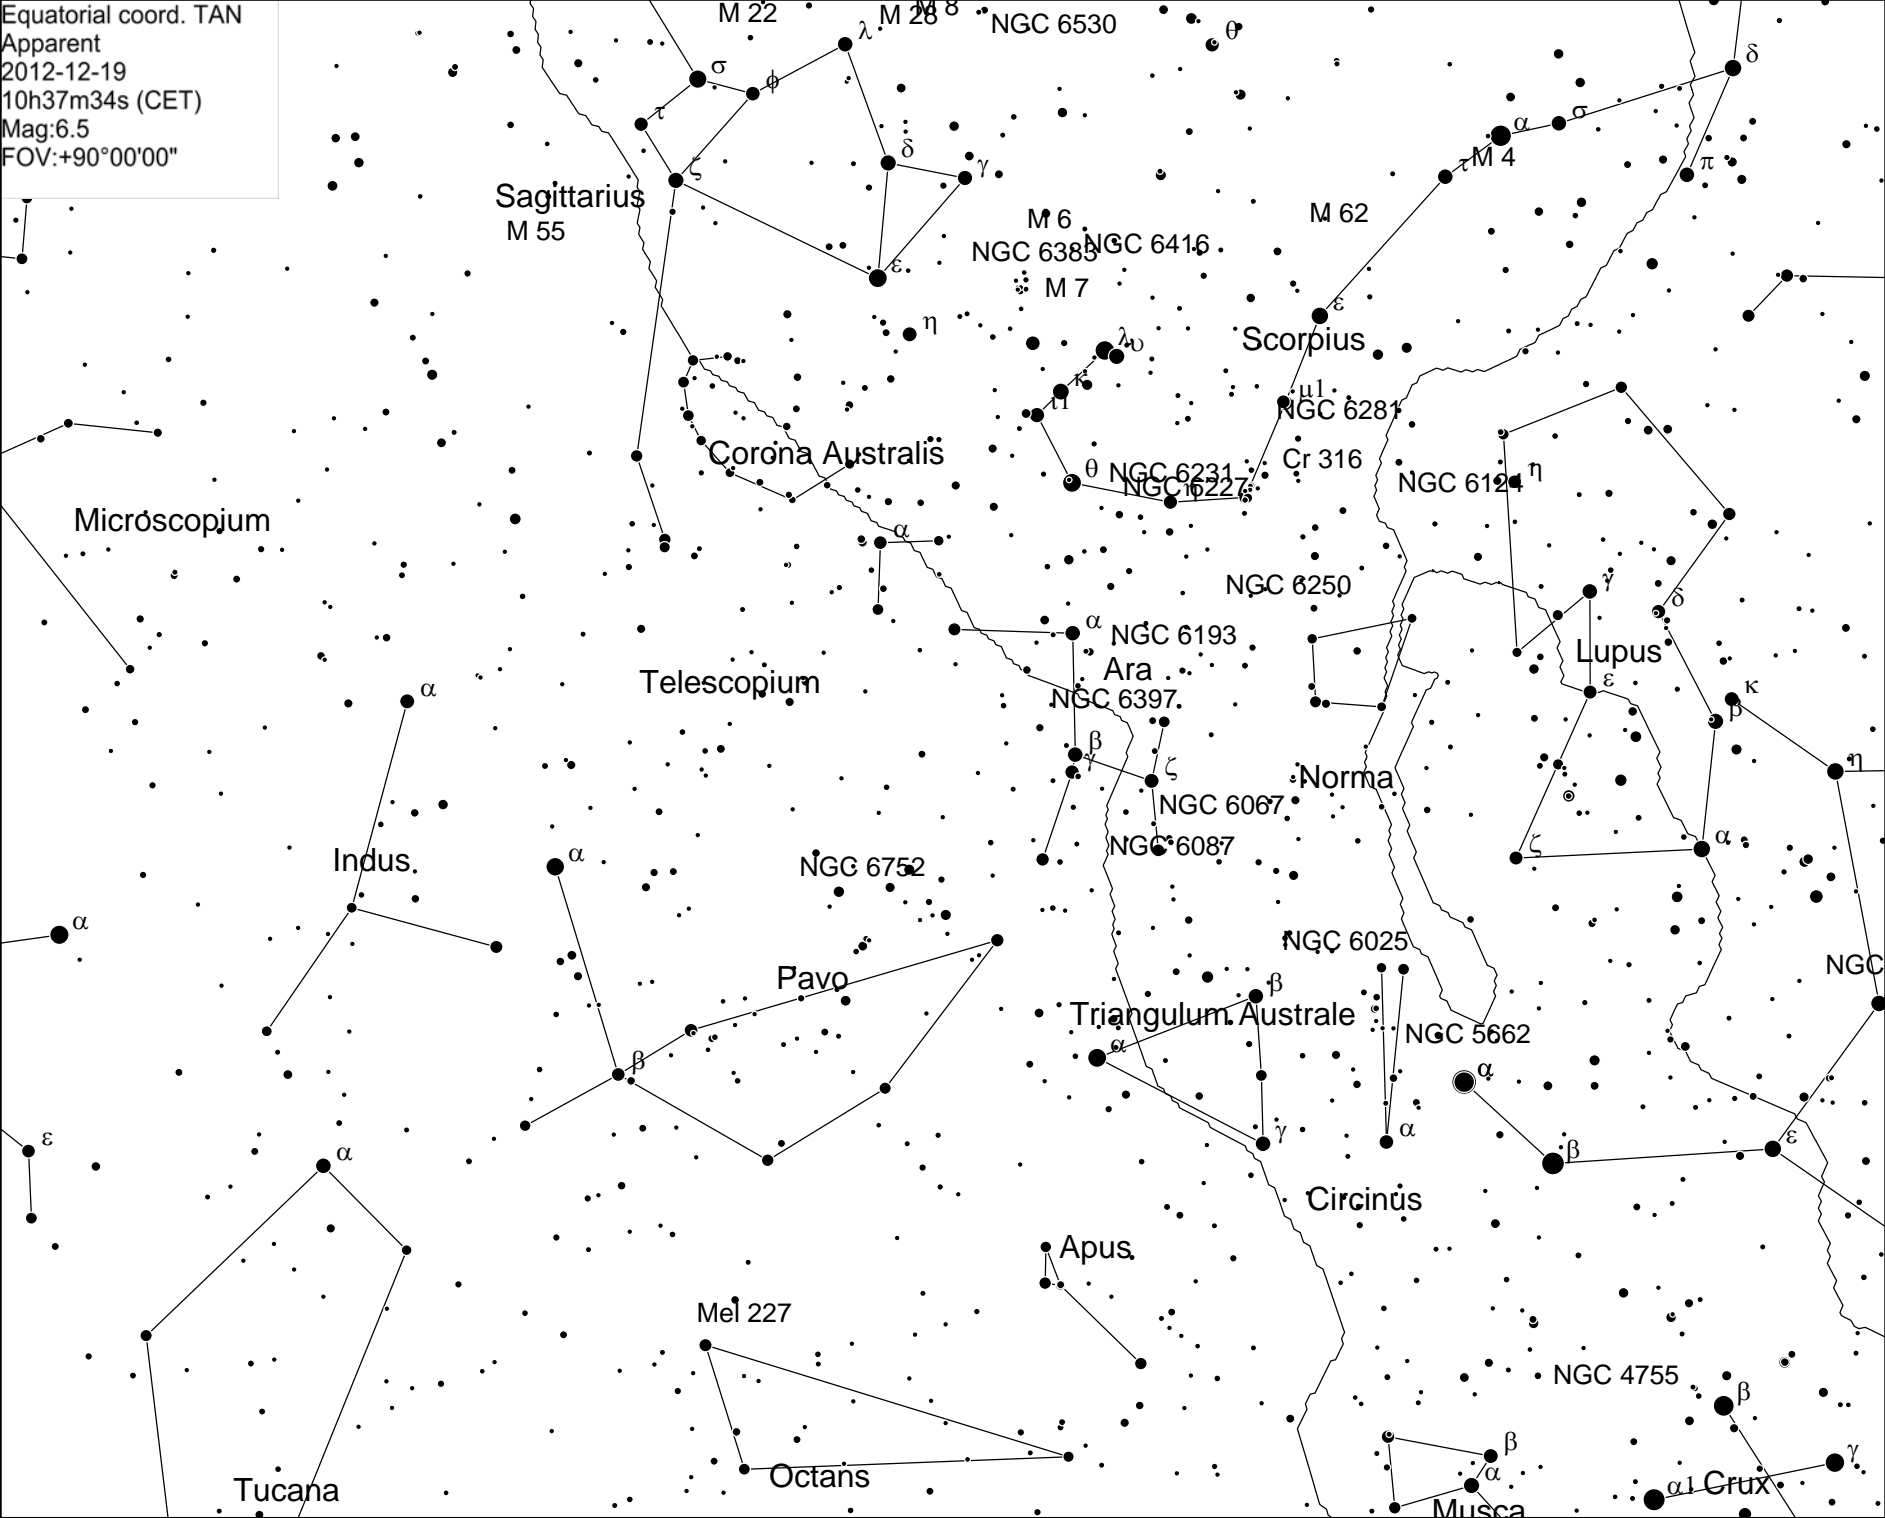 Equatorial coord. TAN
Apparent
2012-12-19
10h37m34s (CET)
Mag:6.5
FOV:+90°00'00"
M 22
M 28
M 8
NGC 6530
θ
λ
σ
ϕ
τ
δ
α
σ
M 4
τ
π
δ
γ
ζ
Sagittarius
M 55
M 6
M 62
NGC 6383
NGC 6416
ε
M 7
η
ε
Scorpius
λ
υ
κ
ι1
μ1
NGC 6281
Corona Australis
θ
NGC 6231
NGC 6227
η
Cr 316
NGC 6124
η
Microscopium
α
NGC 6250
γ
δ
α
NGC 6193
Ara
Lupus
Telescopium
α
NGC 6397
ε
κ
β
β
γ
ζ
Norma
η
NGC 6067
NGC 6087
ζ
α
Indus
α
NGC 6752
α
NGC 6025
NGC
Pavo
β
Triangulum Australe
α
NGC 5662
β
α
γ
α
β
ε
ε
α
Circinus
Apus
Mel 227
NGC 4755
β
β
α
γ
Octans
Tucana
α1
Crux
Musca